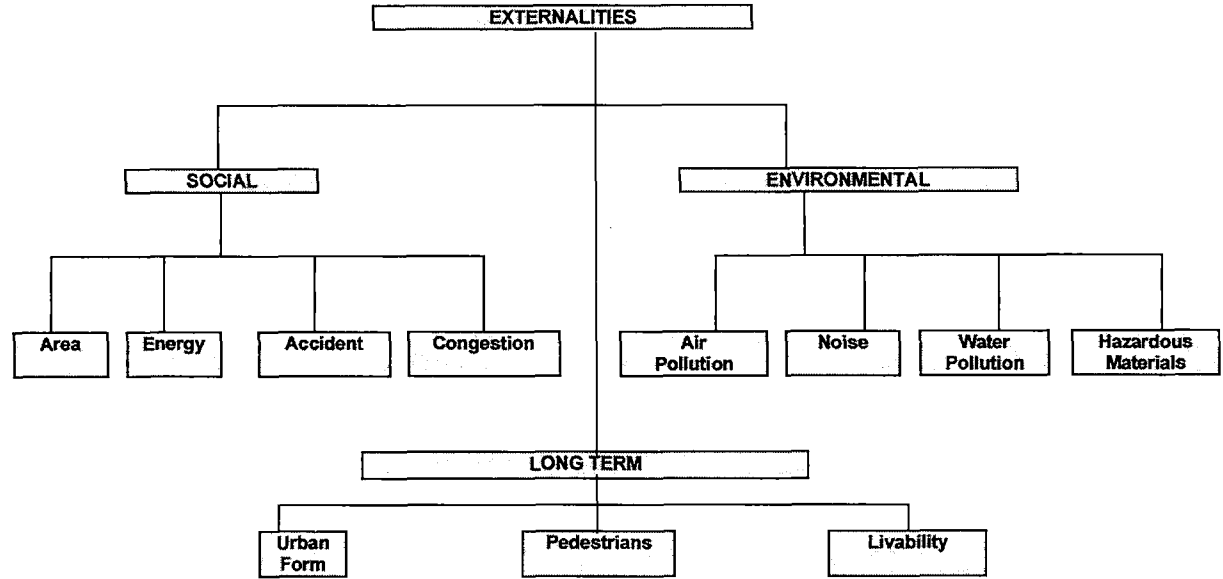 EXTERNALITIES
SOCIAL
ENVIRONMENTAL
Area
Energy
Accident
Congestion
Air
Pollution
Noise
Water
Pollution
Hazardous
Materials
LONG TERM
Urban
Form
Pedestrians
Livability